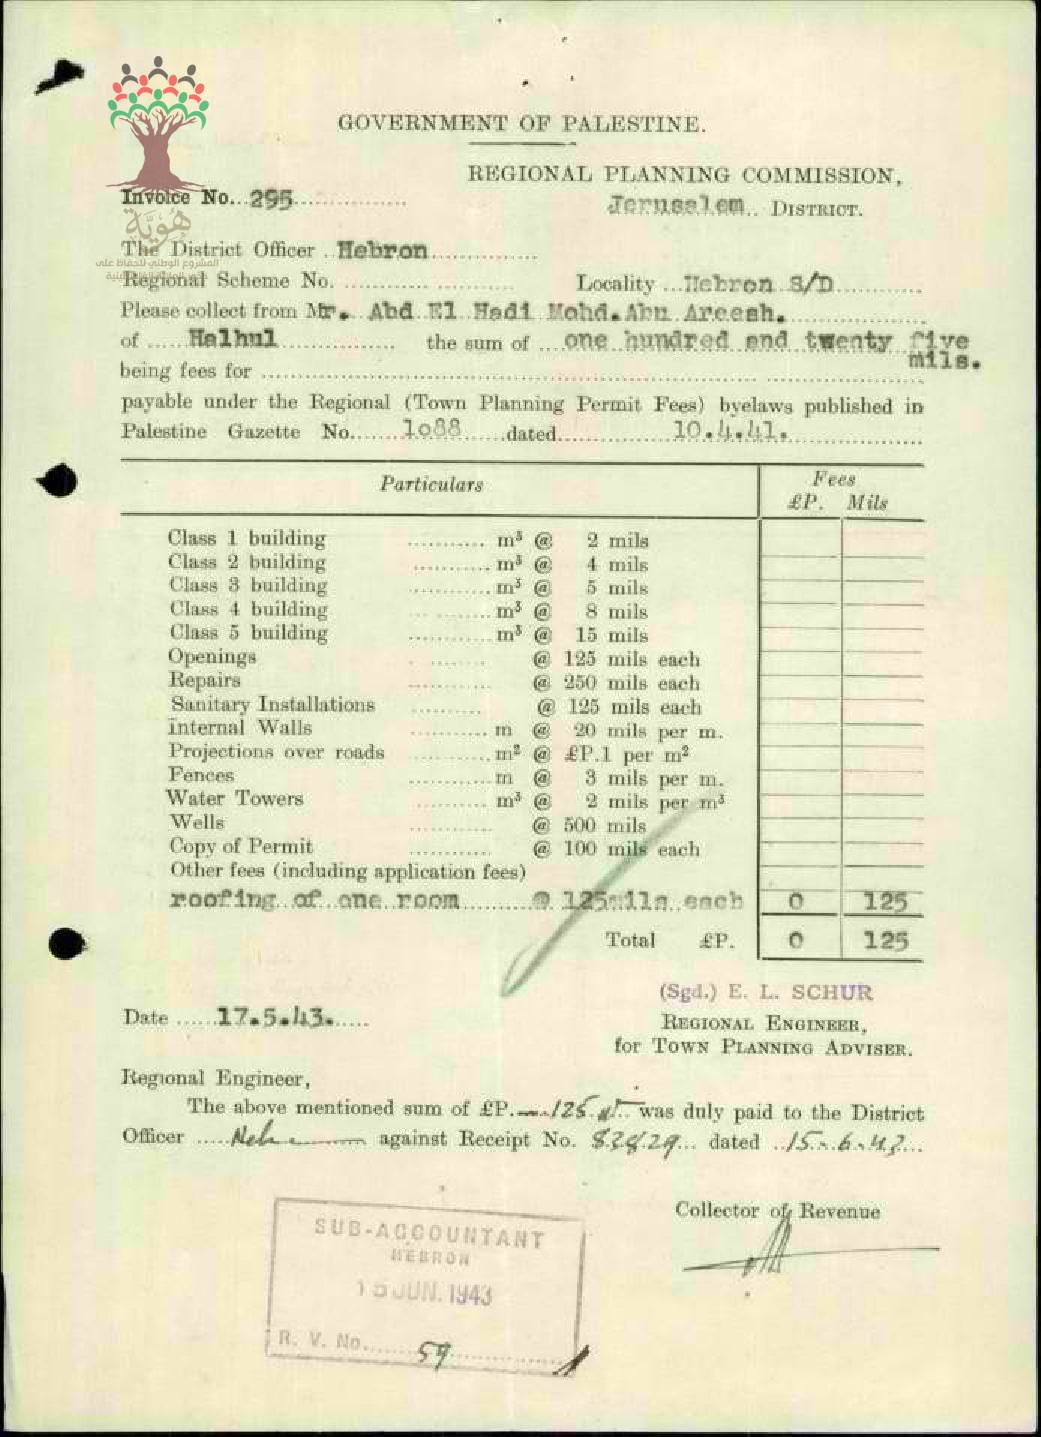 GOVERNMENT OF PALESTINE.
REGIONAL PLANNING COMMISSION,
Invoice No. 295
Jerusalem DISTRICT.
هُوِيَّة
The District Officer Hebron
المشروع الوطني للحفاظ على
Regional Scheme No. Locality Hebron S/D
Please collect from Mr. Abd El Hadi Mohd. Abu Areesh.
of Halhul the sum of one hundred and twenty five
mils.
being fees for
payable under the Regional (Town Planning Permit Fees) byelaws published in
Palestine Gazette No. 1088 dated 10.4.41.
Particulars Fees
£P. Mils
Class 1 building m³ @ 2 mils
Class 2 building m³ @ 4 mils
Class 3 building m³ @ 5 mils
Class 4 building m³ @ 8 mils
Class 5 building m³ @ 15 mils
Openings @ 125 mils each
Repairs @ 250 mils each
Sanitary Installations @ 125 mils each
Internal Walls m @ 20 mils per m.
Projections over roads m² @ £P.1 per m²
Fences m @ 3 mils per m.
Water Towers m³ @ 2 mils per m³
Wells @ 500 mils
Copy of Permit @ 100 mils each
Other fees (including application fees)
roofing of one room @ 125mils each 0 125
Total £P. 0 125
(Sgd.) E. L. SCHUR
Date 17.5.43.
REGIONAL ENGINEER,
for TOWN PLANNING ADVISER.
Regional Engineer,
The above mentioned sum of £P. —.125 was duly paid to the District
Officer against Receipt No. 83829 dated 15.6.43
Collector of Revenue
SUB-ACCOUNTANT
HEBRON
15 JUN. 1943
R. V. No. 59